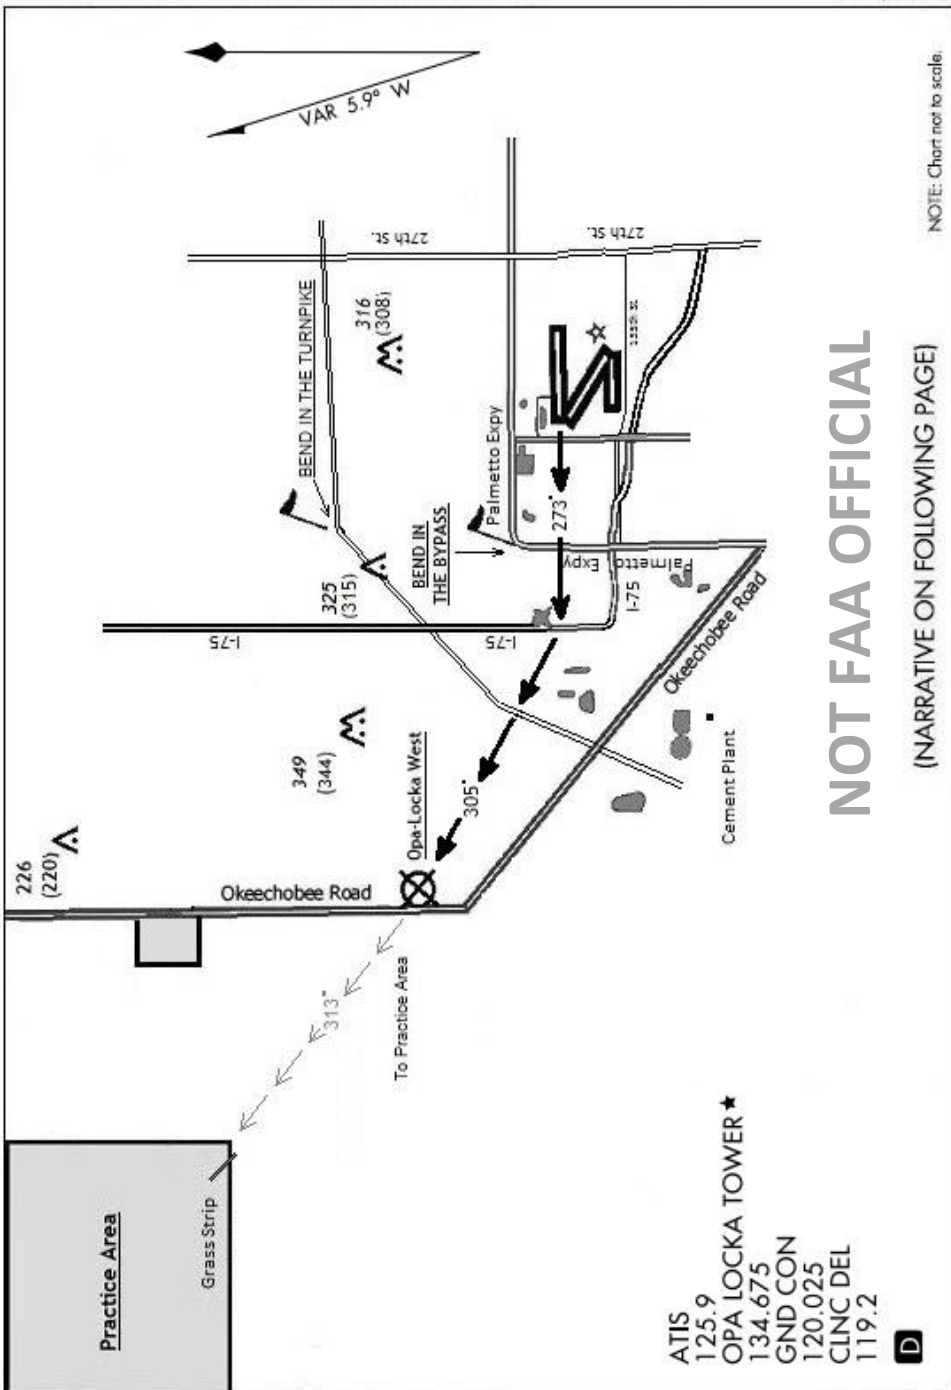 VAR 5.9° W
NOTE: Chart not to scale.
27th St.
27th St.
BEND IN THE TURNPIKE
316
(308)
135th St
Palmetto Expy
BEND IN
THE BYPASS
273°
Palmetto
Expy
325
(315)
I-75
I-75
I-75
Okeechobee Road
349
(344)
Opa-Locka West
305°
Cement Plant
226
(220)
Okeechobee Road
313°
To Practice Area
Practice Area
Grass Strip
ATIS
125.9
OPA LOCKA TOWER★
134.675
GND CON
120.025
CLNC DEL
119.2
D
NOT FAA OFFICIAL
(NARRATIVE ON FOLLOWING PAGE)